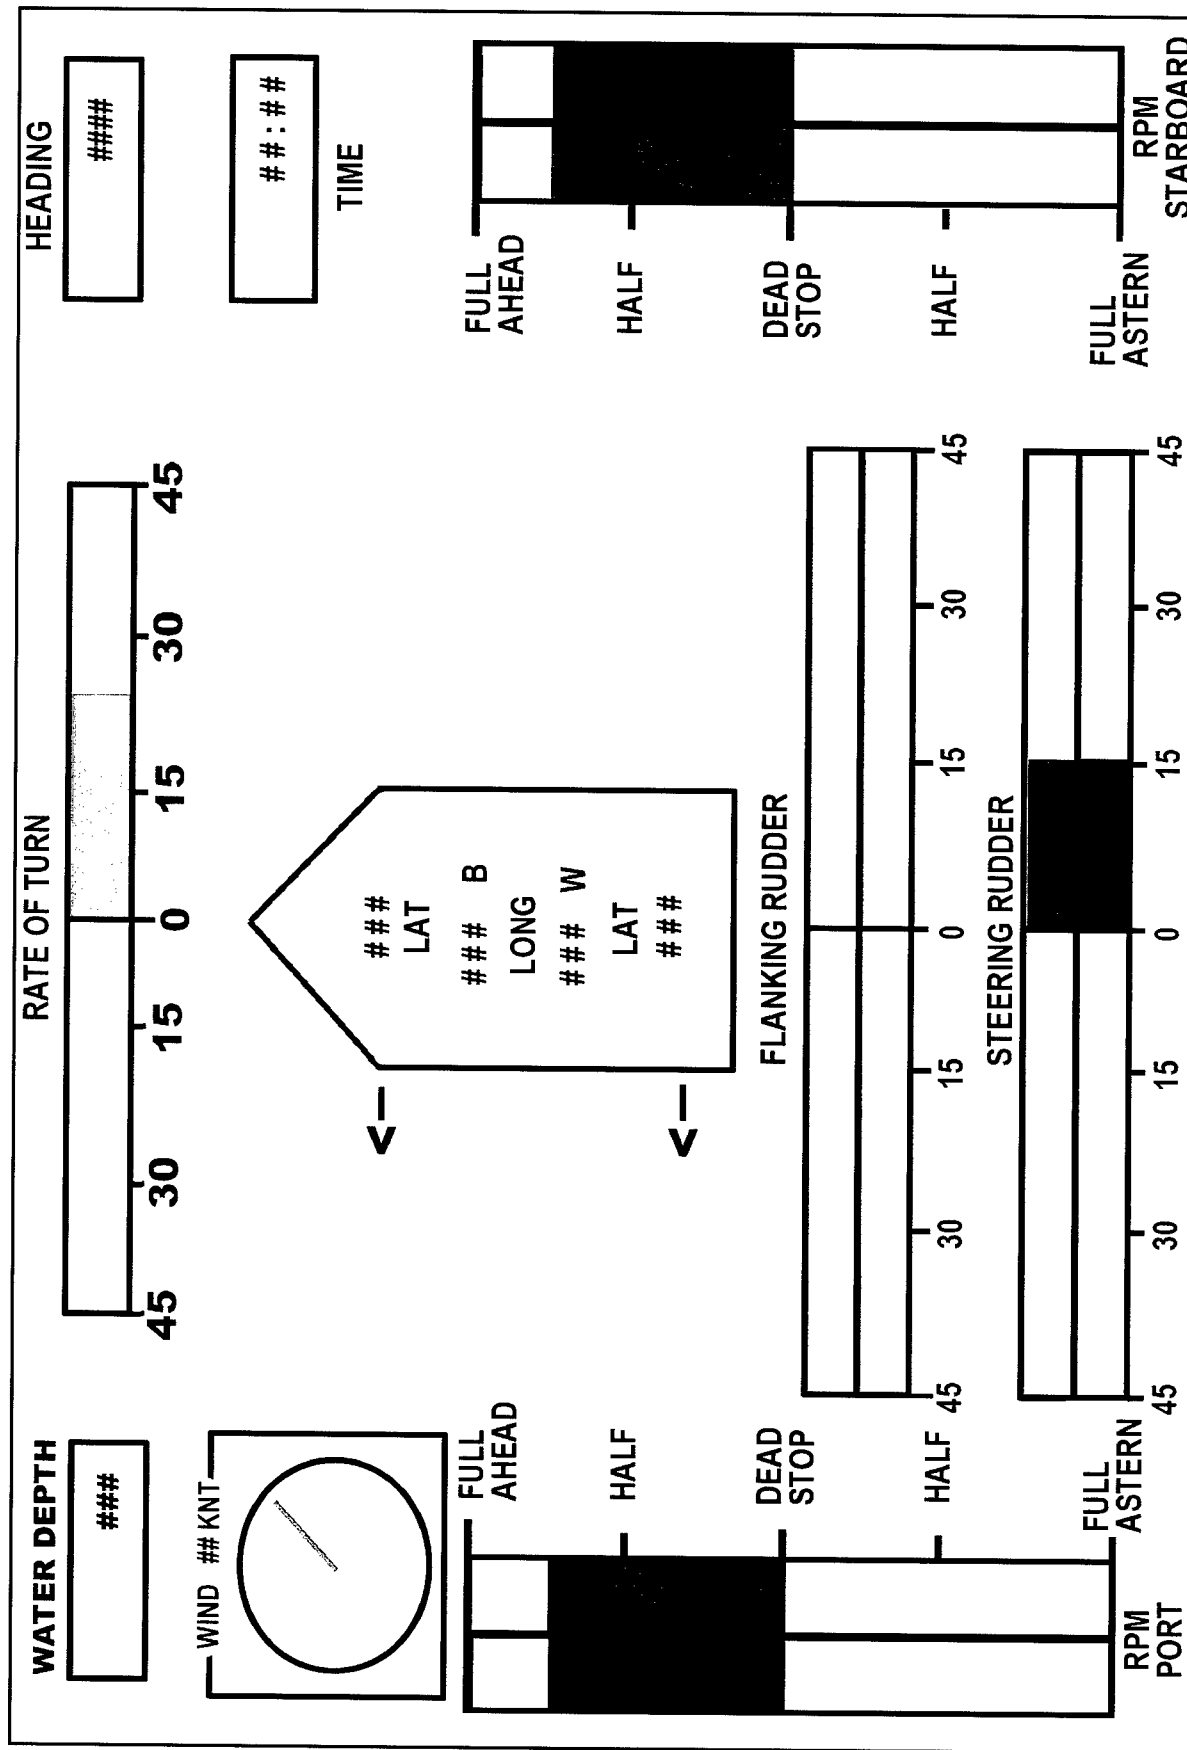 WATER DEPTH
###
WIND ## KNT
RATE OF TURN
45 30 15 0 15 30 45
HEADING
####
##:##
TIME
###
LAT
### B
LONG
### W
LAT
###
<
<
FULL
AHEAD
HALF
DEAD
STOP
HALF
FULL
ASTERN
RPM
PORT
FLANKING RUDDER
45 30 15 0 15 30 45
STEERING RUDDER
45 30 15 0 15 30 45
FULL
AHEAD
HALF
DEAD
STOP
HALF
FULL
ASTERN
RPM
STARBOARD